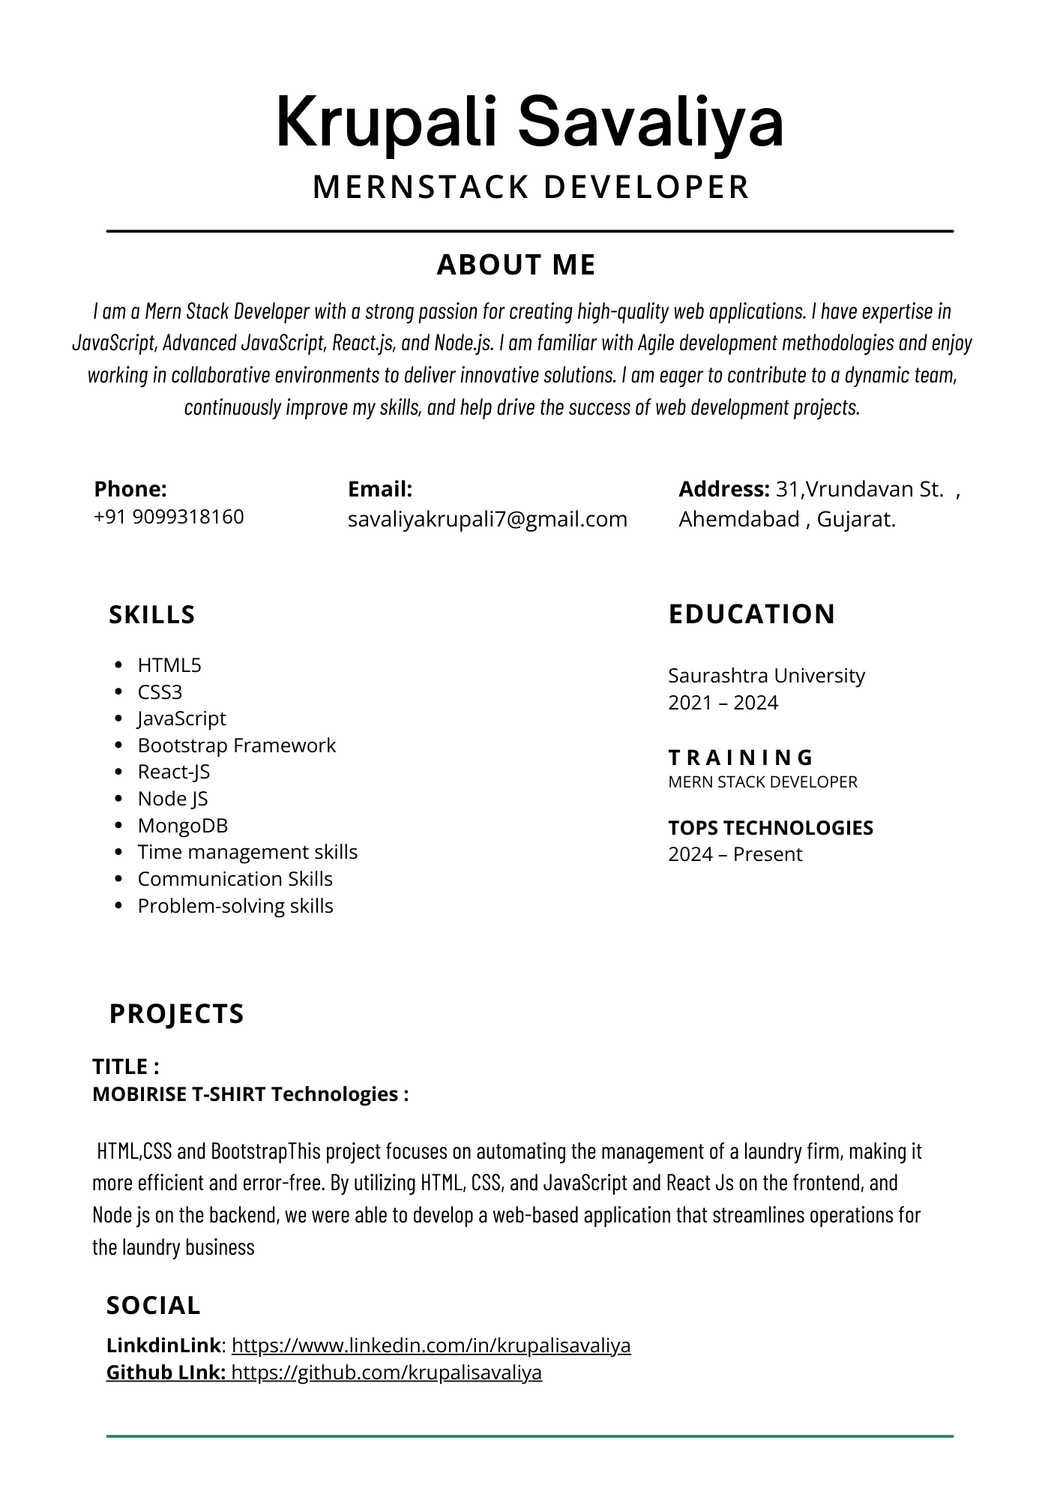 Krupali Savaliya
MERNSTACK DEVELOPER
ABOUT ME
I am a Mern Stack Developer with a strong passion for creating high-quality web applications. I have expertise in
JavaScript, Advanced JavaScript, React.js, and Node.js. I am familiar with Agile development methodologies and enjoy
working in collaborative environments to deliver innovative solutions. I am eager to contribute to a dynamic team,
continuously improve my skills, and help drive the success of web development projects.
Phone:
+91 9099318160
Email:
savaliyakrupali7@gmail.com
Address: 31,Vrundavan St. ,
Ahemdabad , Gujarat.
SKILLS
• HTML5
• CSS3
• JavaScript
• Bootstrap Framework
• React-JS
• Node JS
• MongoDB
• Time management skills
• Communication Skills
• Problem-solving skills
EDUCATION
Saurashtra University
2021 – 2024
TRAINING
MERN STACK DEVELOPER
TOPS TECHNOLOGIES
2024 – Present
PROJECTS
TITLE :
MOBIRISE T-SHIRT Technologies :
HTML,CSS and BootstrapThis project focuses on automating the management of a laundry firm, making it
more efficient and error-free. By utilizing HTML, CSS, and JavaScript and React Js on the frontend, and
Node js on the backend, we were able to develop a web-based application that streamlines operations for
the laundry business
SOCIAL
LinkdinLink: https://www.linkedin.com/in/krupalisavaliya
Github LInk: https://github.com/krupalisavaliya